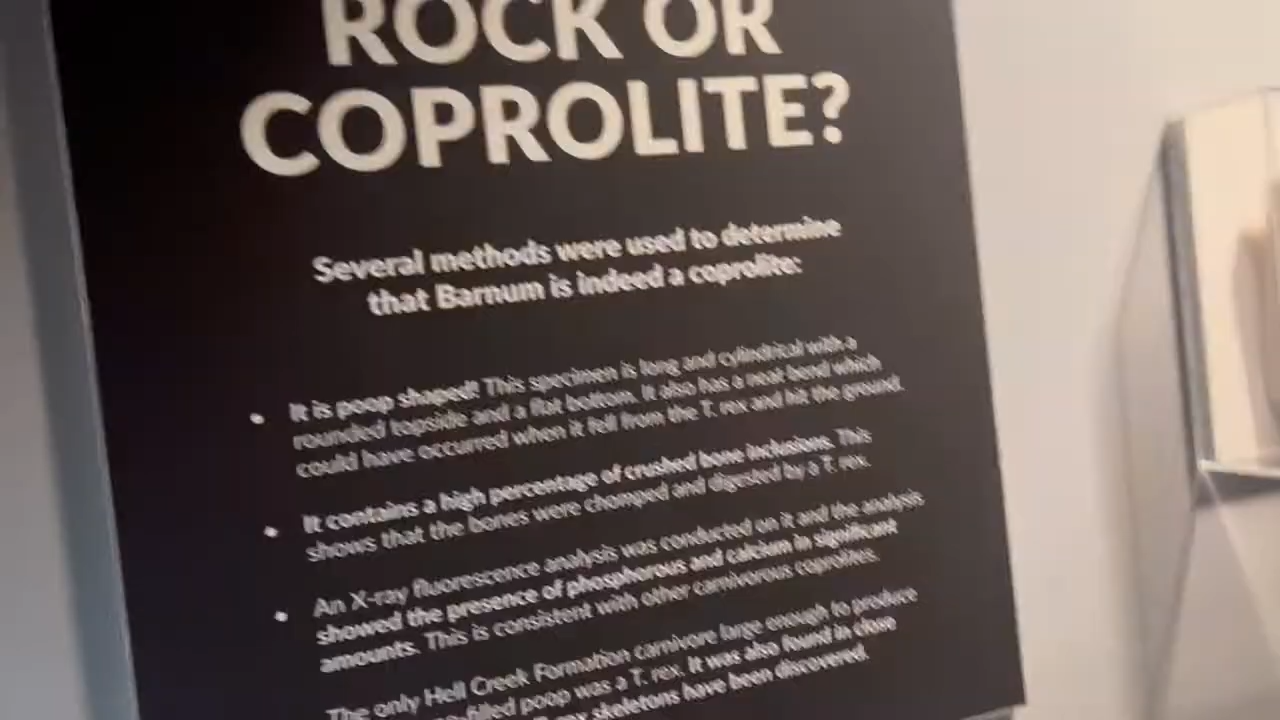 ROCK OR
COPROLITE?
Several methods were used to determine
that Barnum is indeed a coprolite:
• It is poop shaped! This specimen is long and cylindrical with a
rounded topside and a flat bottom. It also has a neat bend which
could have occurred when it fell from the T. rex and hit the ground.
• It contains a high percentage of crushed bone inclusions. This
shows that the bones were chomped and digested by a T. rex.
• An X-ray fluorescence analysis was conducted on it and the analysis
showed the presence of phosphorous and calcium in significant
amounts. This is consistent with other carnivorous coprolites.
The only Hell Creek Formation carnivore large enough to produce
filled poop was a T. rex. It was also found in close
skeletons have been discovered.